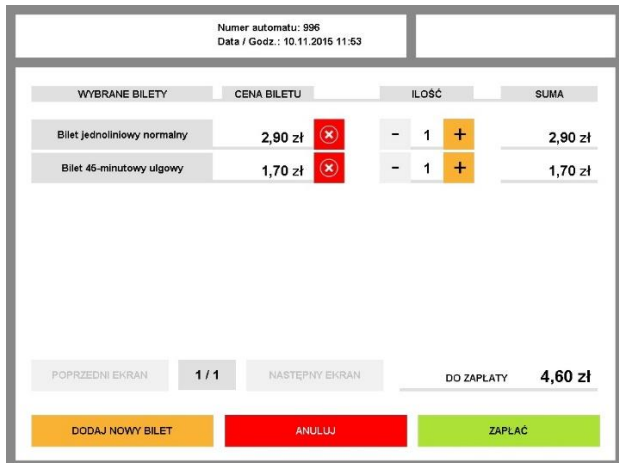 Numer automatu: 996
Data / Godz.: 10.11.2015 11:53
WYBRANE BILETY CENA BILETU ILOŚĆ SUMA
Bilet jednoliniowy normalny 2,90 zł - 1 + 2,90 zł
Bilet 45-minutowy ulgowy 1,70 zł - 1 + 1,70 zł
POPRZEDNI EKRAN 1 / 1 NASTĘPNY EKRAN DO ZAPŁATY 4,60 zł
DODAJ NOWY BILET ANULUJ ZAPŁAĆ